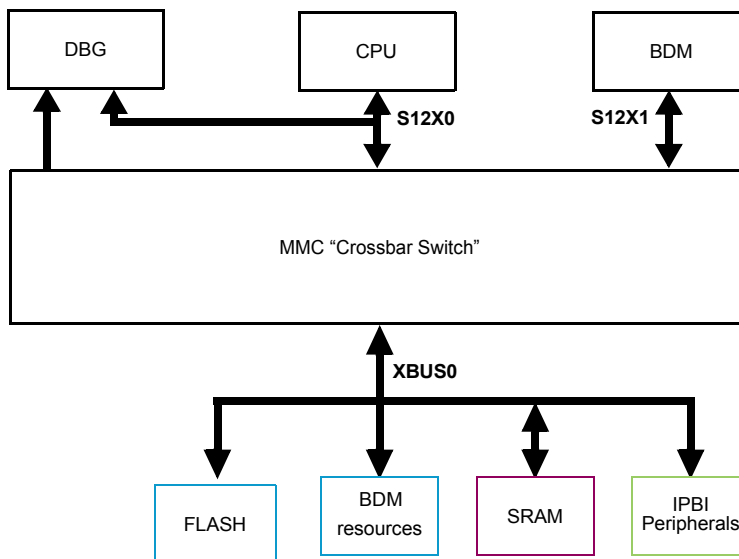 DBG
CPU
BDM
S12X0
S12X1
MMC “Crossbar Switch”
XBUS0
FLASH
BDM
resources
SRAM
IPBI
Peripherals